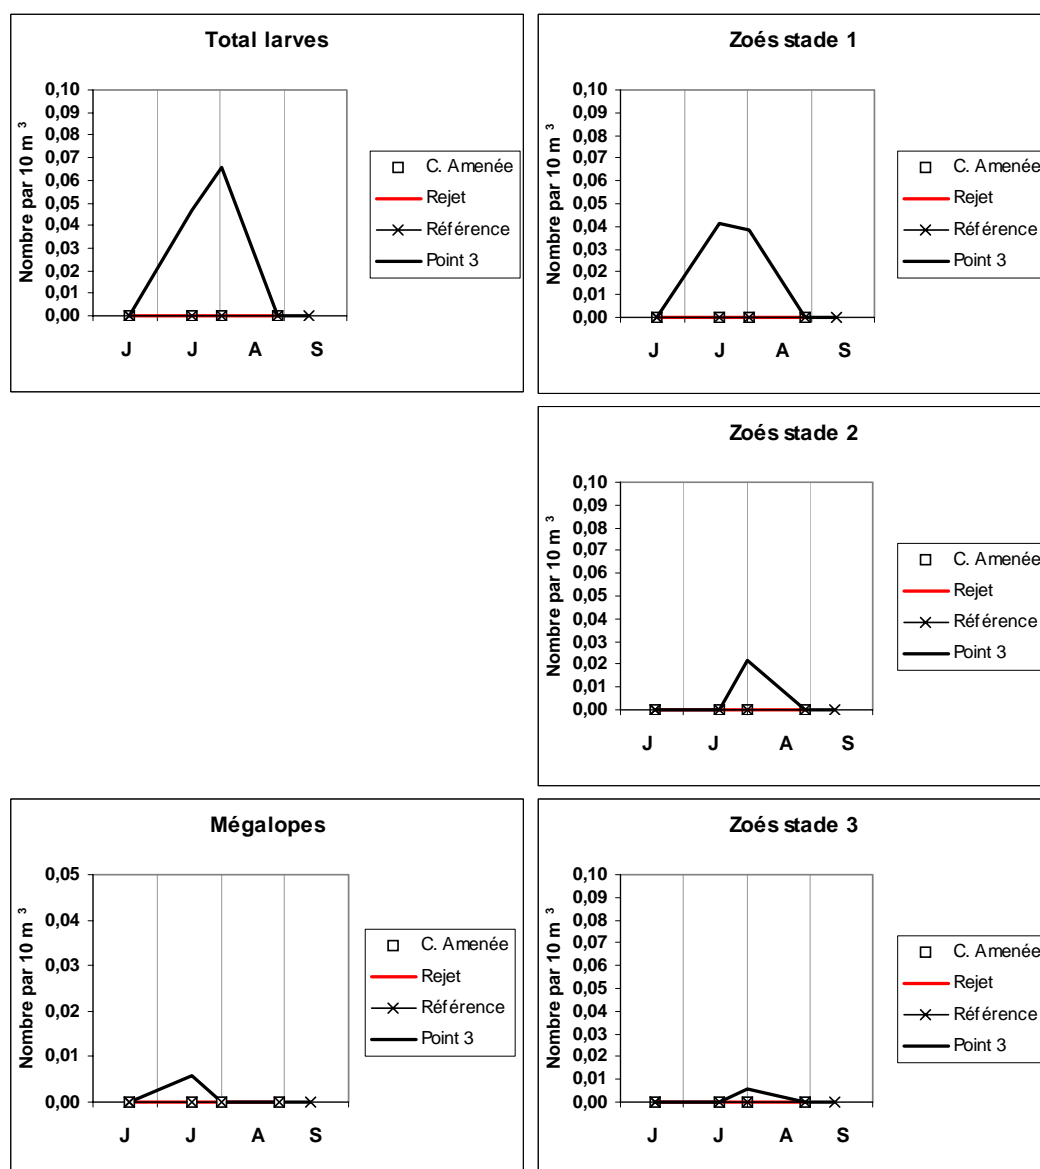 Total larves
Nombre par 10 m ³
0,10
0,09
0,08
0,07
0,06
0,05
0,04
0,03
0,02
0,01
0,00
J J A S
C. Amenée
Rejet
Référence
Point 3
Zoés stade 1
Nombre par 10 m ³
0,10
0,09
0,08
0,07
0,06
0,05
0,04
0,03
0,02
0,01
0,00
J J A S
C. Amenée
Rejet
Référence
Point 3
Zoés stade 2
Nombre par 10 m ³
0,10
0,09
0,08
0,07
0,06
0,05
0,04
0,03
0,02
0,01
0,00
J J A S
C. Amenée
Rejet
Référence
Point 3
Mégalopes
Nombre par 10 m ³
0,05
0,04
0,03
0,02
0,01
0,00
J J A S
C. Amenée
Rejet
Référence
Point 3
Zoés stade 3
Nombre par 10 m ³
0,10
0,09
0,08
0,07
0,06
0,05
0,04
0,03
0,02
0,01
0,00
J J A S
C. Amenée
Rejet
Référence
Point 3